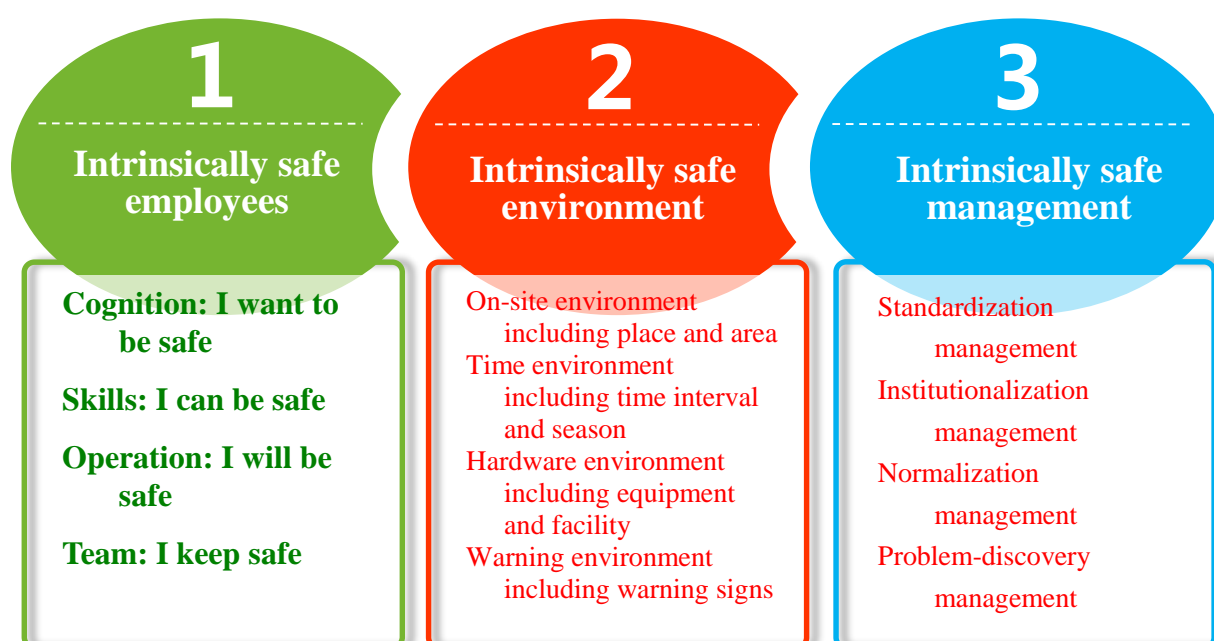 1
Intrinsically safe
employees
Cognition: I want to
be safe
Skills: I can be safe
Operation: I will be
safe
Team: I keep safe
2
Intrinsically safe
environment
On-site environment
including place and area
Time environment
including time interval
and season
Hardware environment
including equipment
and facility
Warning environment
including warning signs
3
Intrinsically safe
management
Standardization
management
Institutionalization
management
Normalization
management
Problem-discovery
management